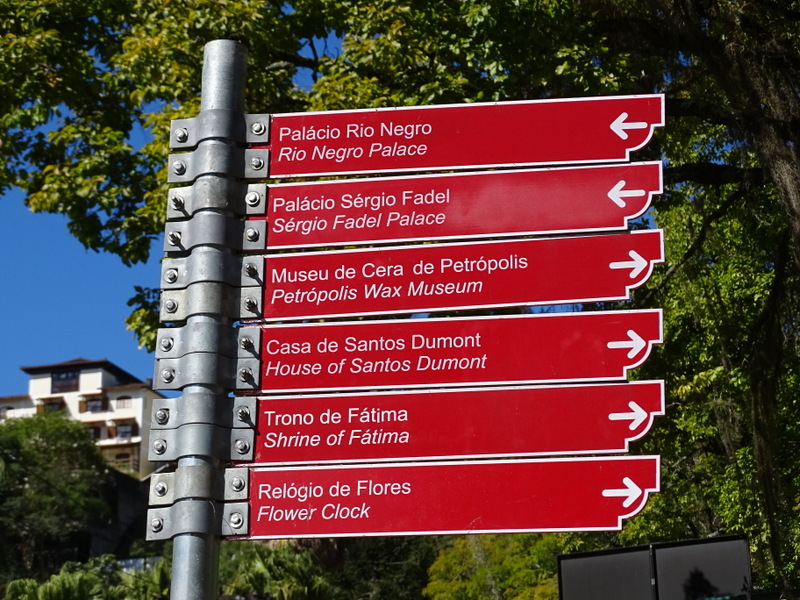 Palácio Rio Negro
Rio Negro Palace
Palácio Sérgio Fadel
Sérgio Fadel Palace
Museu de Cera de Petrópolis
Petrópolis Wax Museum
Casa de Santos Dumont
House of Santos Dumont
Trono de Fátima
Shrine of Fátima
Relógio de Flores
Flower Clock